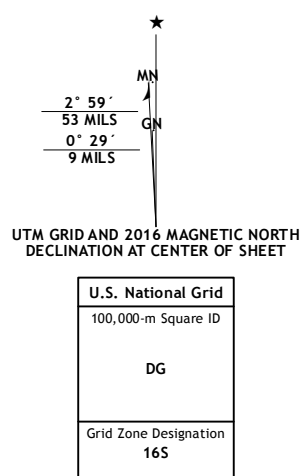 MN
2° 59´
53 MILS
GN
0° 29´
9 MILS
UTM GRID AND 2016 MAGNETIC NORTH
DECLINATION AT CENTER OF SHEET
U.S. National Grid
100,000-m Square ID
DG
Grid Zone Designation
16S